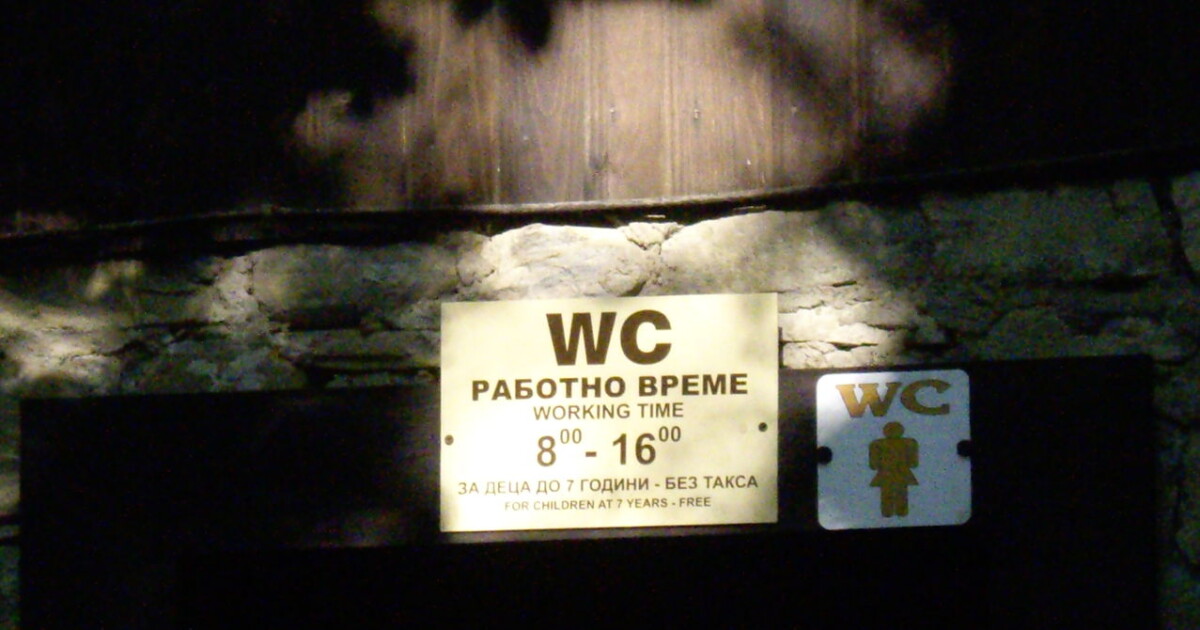 WC
РАБОТНО ВРЕМЕ
WORKING TIME
8⁰⁰ - 16⁰⁰
ЗА ДЕЦА ДО 7 ГОДИНИ - БЕЗ ТАКСА
FOR CHILDREN AT 7 YEARS - FREE
WC